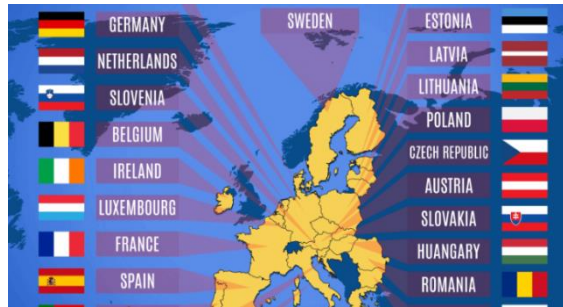 GERMANY
NETHERLANDS
SLOVENIA
BELGIUM
IRELAND
LUXEMBOURG
FRANCE
SPAIN
SWEDEN
ESTONIA
LATVIA
LITHUANIA
POLAND
CZECH REPUBLIC
AUSTRIA
SLOVAKIA
HUANGARY
ROMANIA